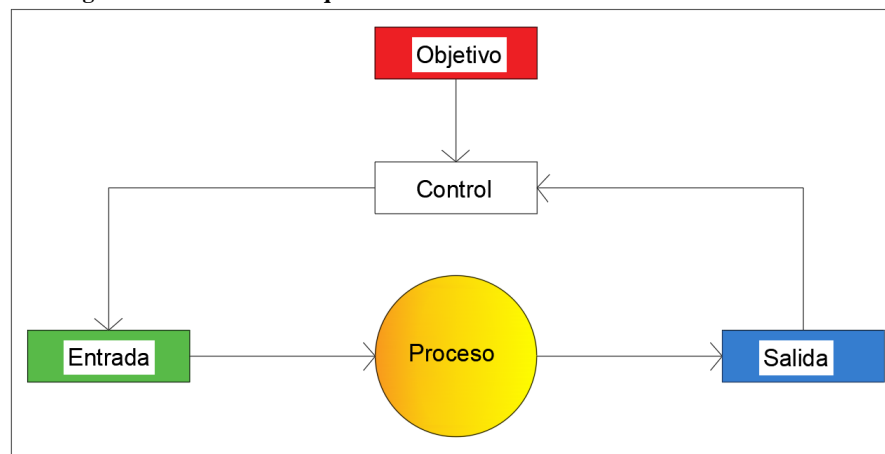 Objetivo
Control
Entrada
Proceso
Salida